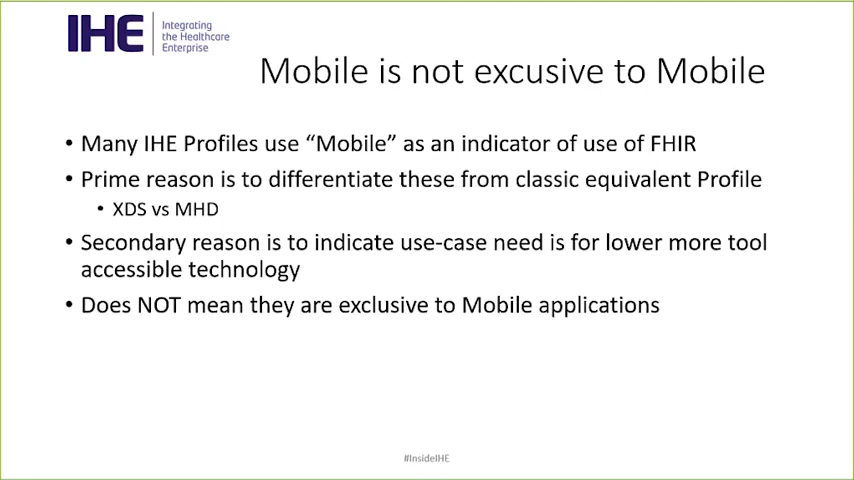 IHE
Integrating
the Healthcare
Enterprise
Mobile is not excusive to Mobile
• Many IHE Profiles use “Mobile” as an indicator of use of FHIR
• Prime reason is to differentiate these from classic equivalent Profile
• XDS vs MHD
• Secondary reason is to indicate use-case need is for lower more tool
accessible technology
• Does NOT mean they are exclusive to Mobile applications
#InsideIHE